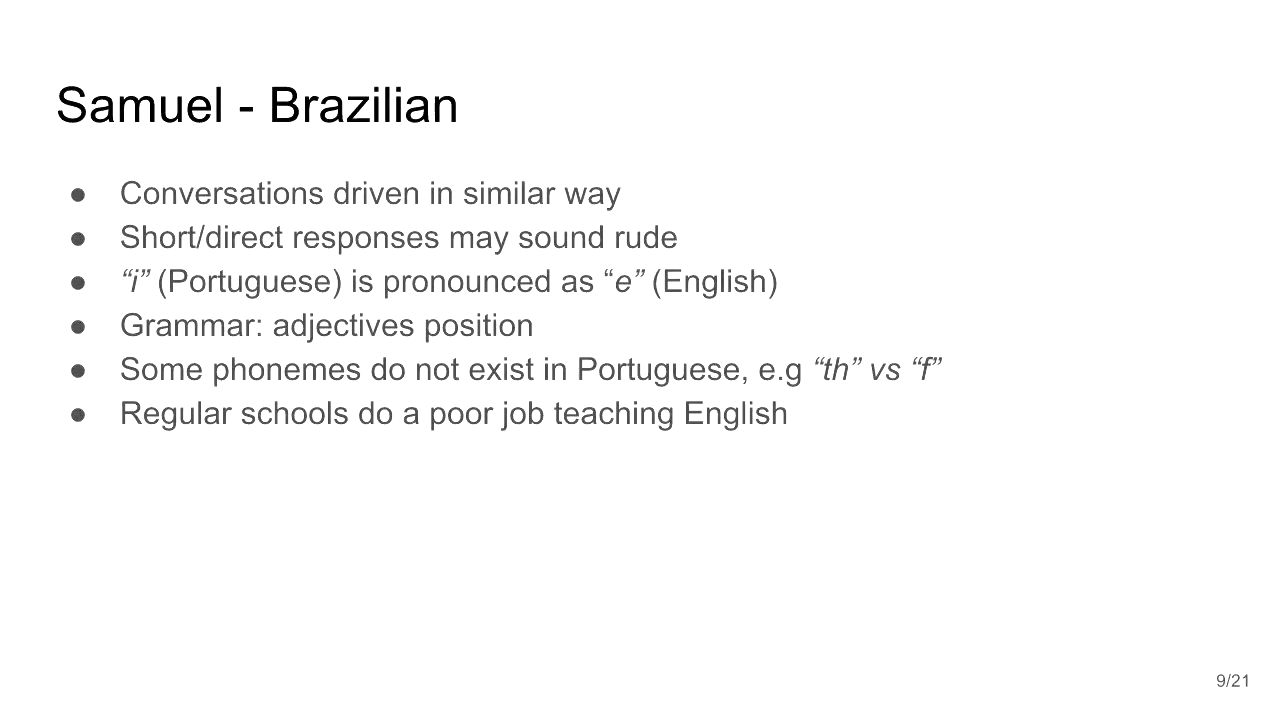 Samuel - Brazilian
● Conversations driven in similar way
● Short/direct responses may sound rude
● “i” (Portuguese) is pronounced as “e” (English)
● Grammar: adjectives position
● Some phonemes do not exist in Portuguese, e.g “th” vs “f”
● Regular schools do a poor job teaching English
9/21